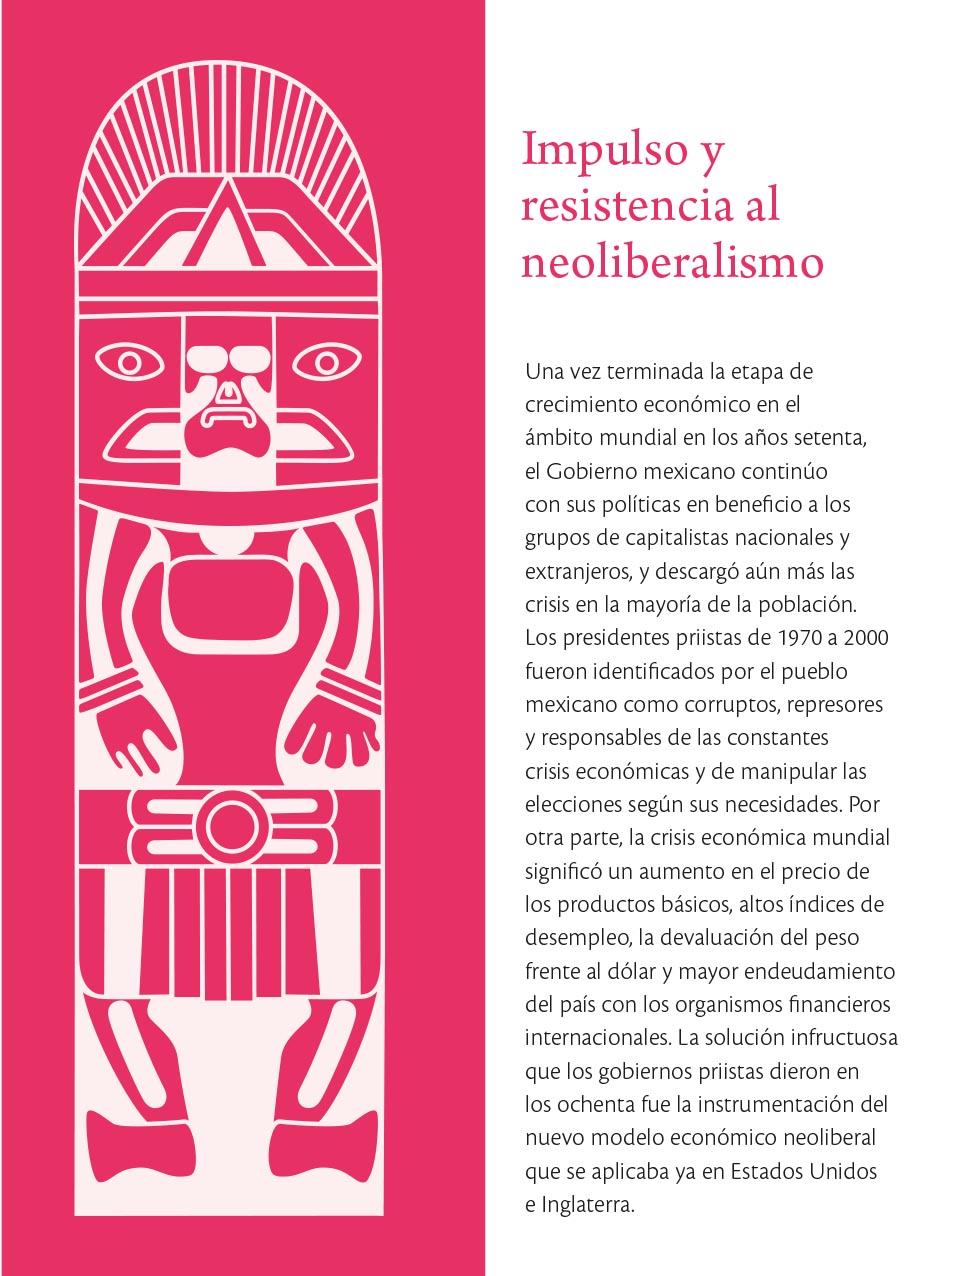 Impulso y
resistencia al
neoliberalismo
Una vez terminada la etapa de
crecimiento económico en el
ámbito mundial en los años setenta,
el Gobierno mexicano continúo
con sus políticas en beneficio a los
grupos de capitalistas nacionales y
extranjeros, y descargó aún más las
crisis en la mayoría de la población.
Los presidentes priistas de 1970 a 2000
fueron identificados por el pueblo
mexicano como corruptos, represores
y responsables de las constantes
crisis económicas y de manipular las
elecciones según sus necesidades. Por
otra parte, la crisis económica mundial
significó un aumento en el precio de
los productos básicos, altos índices de
desempleo, la devaluación del peso
frente al dólar y mayor endeudamiento
del país con los organismos financieros
internacionales. La solución infructuosa
que los gobiernos priistas dieron en
los ochenta fue la instrumentación del
nuevo modelo económico neoliberal
que se aplicaba ya en Estados Unidos
e Inglaterra.